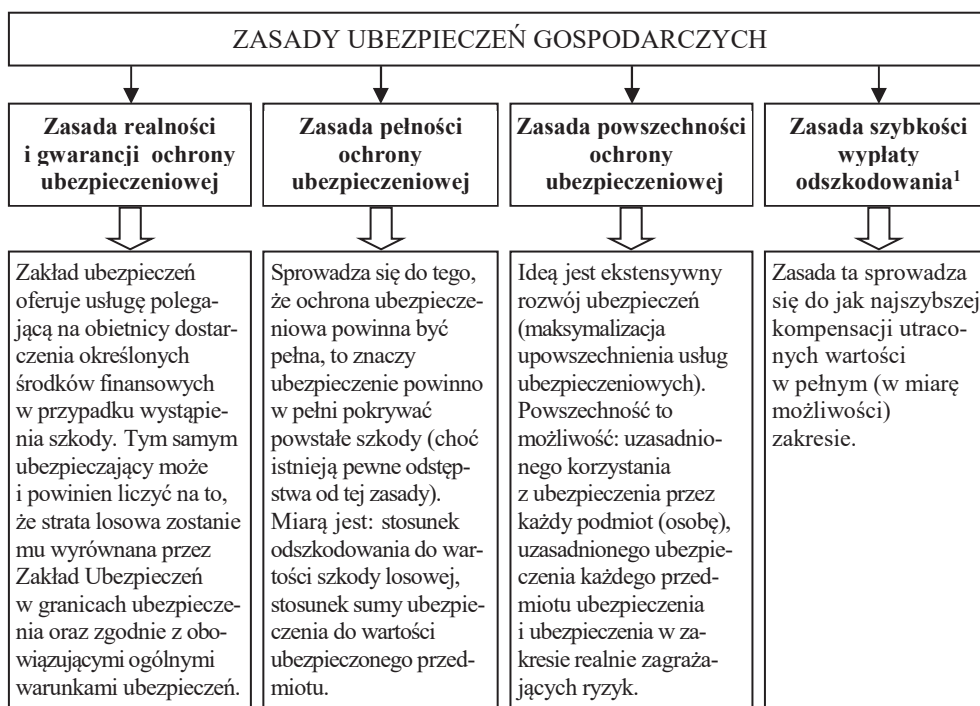 ZASADY UBEZPIECZEŃ GOSPODARCZYCH
Zasada realności
i gwarancji ochrony
ubezpieczeniowej
Zakład ubezpieczeń
oferuje usługę polega-
jącą na obietnicy dostar-
czenia określonych
środków finansowych
w przypadku wystąpie-
nia szkody. Tym samym
ubezpieczający może
i powinien liczyć na to,
że strata losowa zostanie
mu wyrównana przez
Zakład Ubezpieczeń
w granicach ubezpiecze-
nia oraz zgodnie z obo-
wiązującymi ogólnymi
warunkami ubezpieczeń.
Zasada pełności
ochrony
ubezpieczeniowej
Sprowadza się do tego,
że ochrona ubezpiecze-
niowa powinna być
pełna, to znaczy
ubezpieczenie powinno
w pełni pokrywać
powstałe szkody (choć
istnieją pewne odstęp-
stwa od tej zasady).
Miarą jest: stosunek
odszkodowania do war-
tości szkody losowej,
stosunek sumy ubezpie-
czenia do wartości
ubezpieczonego przed-
miotu.
Zasada powszechności
ochrony
ubezpieczeniowej
Ideą jest ekstensywny
rozwój ubezpieczeń
(maksymalizacja
upowszechnienia usług
ubezpieczeniowych).
Powszechność to
możliwość: uzasadnio-
nego korzystania
z ubezpieczenia przez
każdy podmiot (osobę),
uzasadnionego ubezpie-
czenia każdego przed-
miotu ubezpieczenia
i ubezpieczenia w za-
kresie realnie zagraża-
jących ryzyk.
Zasada szybkości
wypłaty
odszkodowania¹
Zasada ta sprowadza
się do jak najszybszej
kompensacji utraco-
nych wartości
w pełnym (w miarę
możliwości)
zakresie.